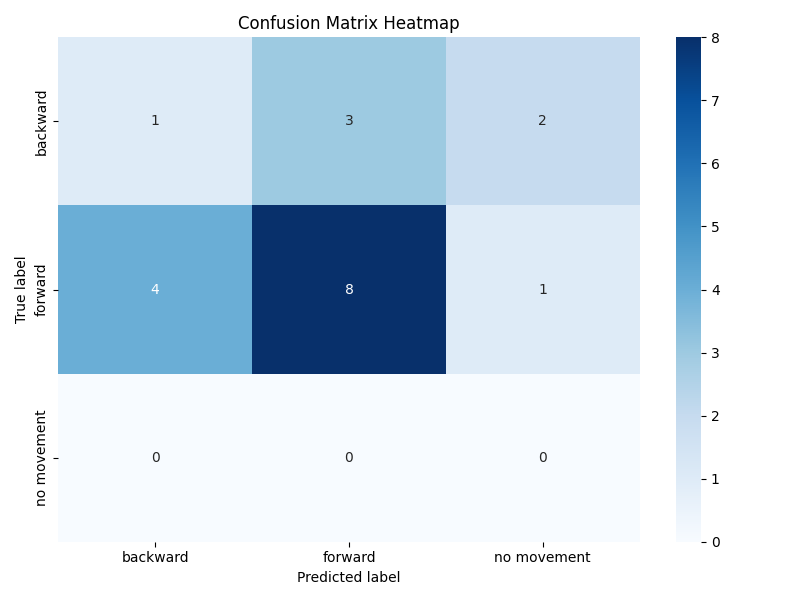 Confusion Matrix Heatmap
True label
backward
1
3
2
forward
4
8
1
no movement
0
0
0
backward
forward
no movement
Predicted label
8
7
6
5
4
3
2
1
0